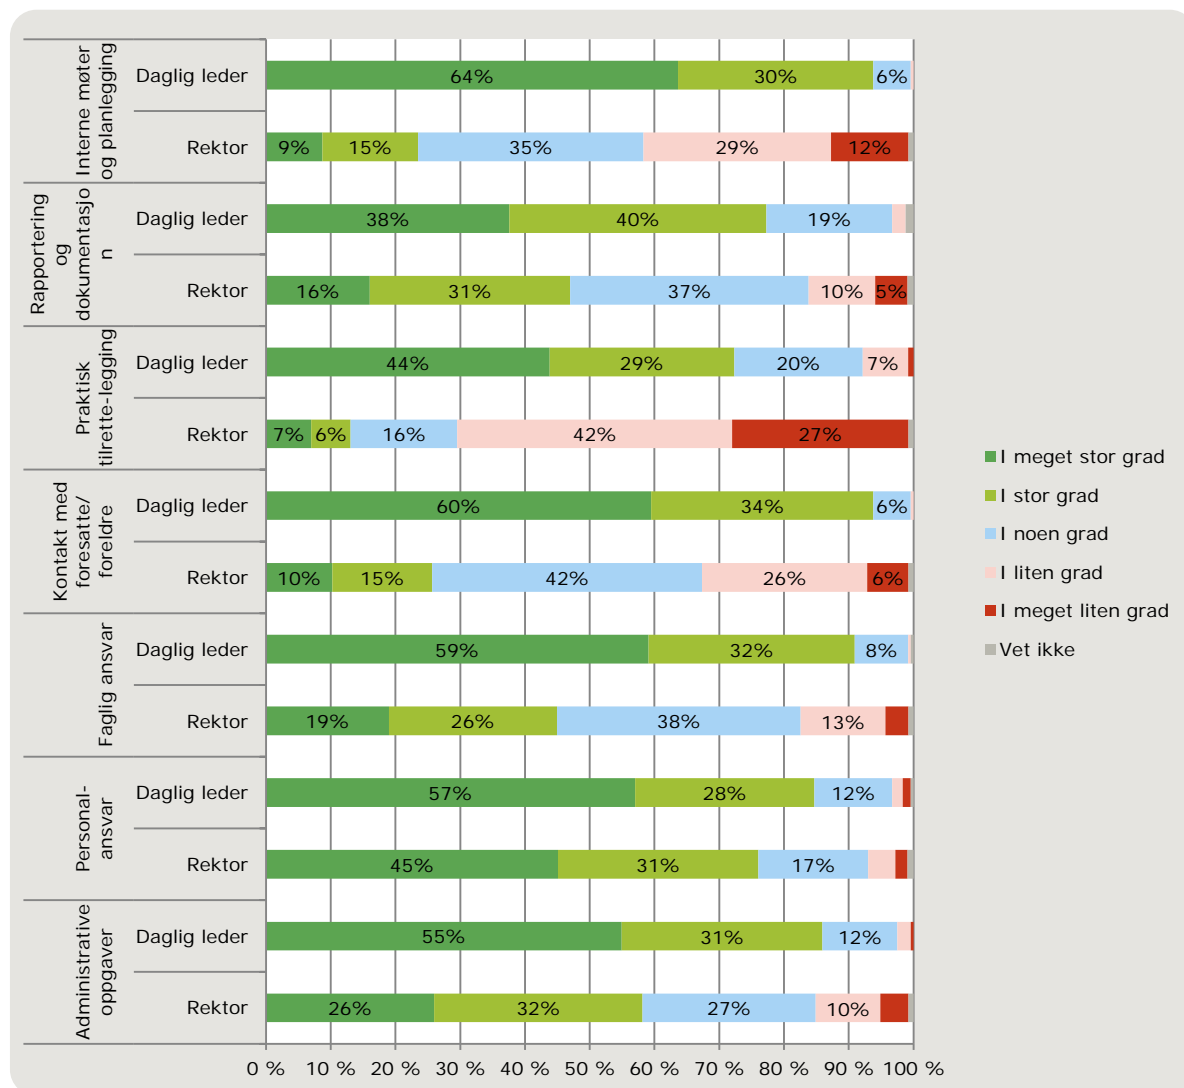 Interne møter
og planlegging
Daglig leder
64%
30%
6%
Rektor
9%
15%
35%
29%
12%
Rapportering
og
dokumentasjo
n
Daglig leder
38%
40%
19%
Rektor
16%
31%
37%
10%
5%
Praktisk
tilrette-legging
Daglig leder
44%
29%
20%
7%
Rektor
7%
6%
16%
42%
27%
Kontakt med
foresatte/
foreldre
Daglig leder
60%
34%
6%
Rektor
10%
15%
42%
26%
6%
Faglig ansvar
Daglig leder
59%
32%
8%
Rektor
19%
26%
38%
13%
Personal-
ansvar
Daglig leder
57%
28%
12%
Rektor
45%
31%
17%
Administrative
oppgaver
Daglig leder
55%
31%
12%
Rektor
26%
32%
27%
10%
0 % 10 % 20 % 30 % 40 % 50 % 60 % 70 % 80 % 90 % 100 %
I meget stor grad
I stor grad
I noen grad
I liten grad
I meget liten grad
Vet ikke